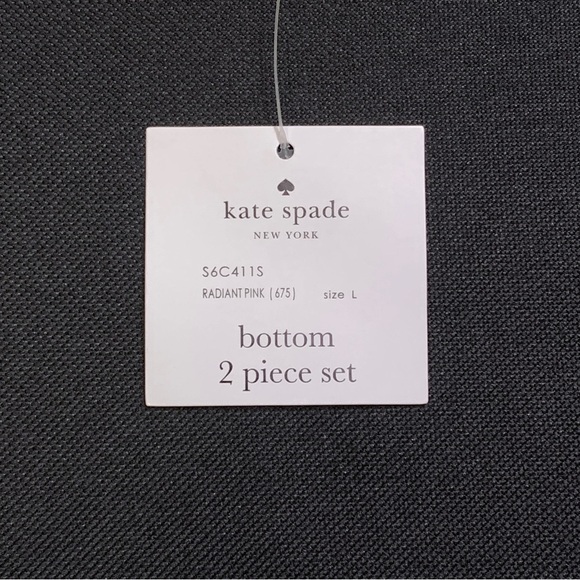 kate spade
NEW YORK
S6C411S
RADIANT PINK (675) size L
bottom
2 piece set